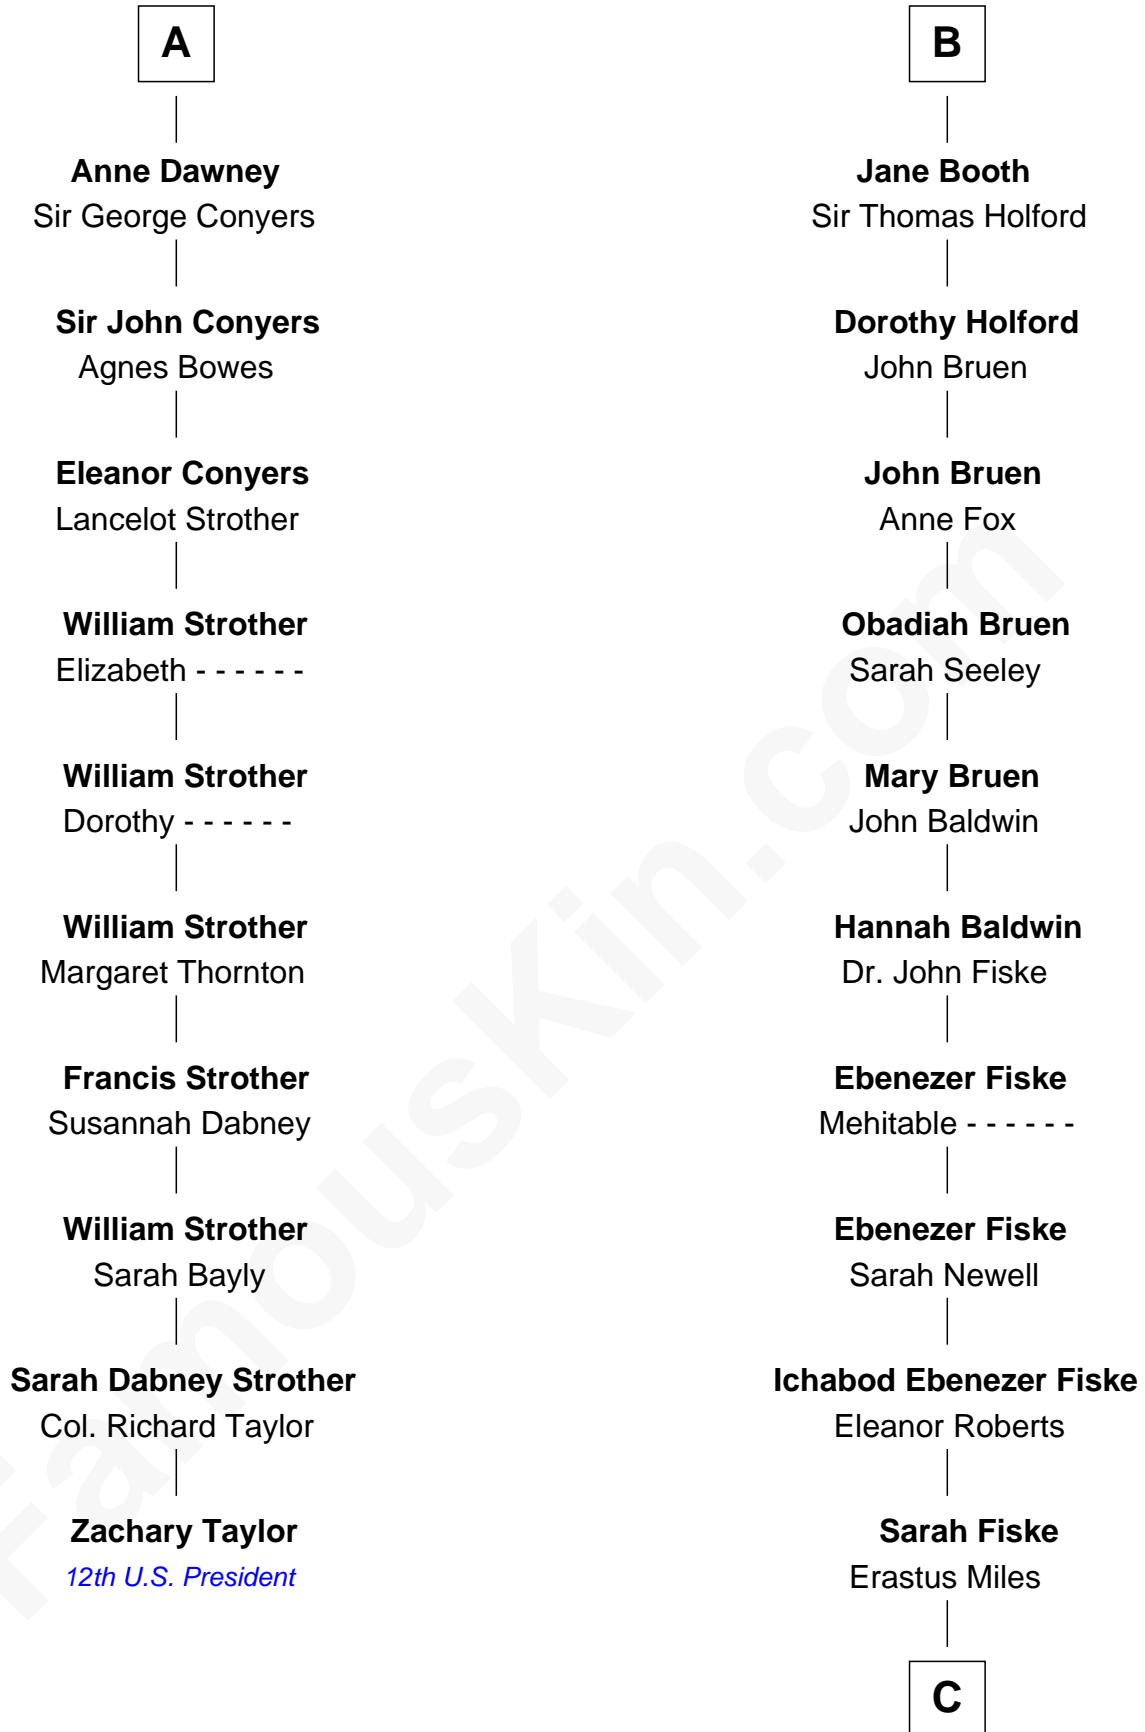 A
Anne Dawney
Sir George Conyers
Sir John Conyers
Agnes Bowes
Eleanor Conyers
Lancelot Strother
William Strother
Elizabeth - - - - - -
William Strother
Dorothy - - - - - -
William Strother
Margaret Thornton
Francis Strother
Susannah Dabney
William Strother
Sarah Bayly
Sarah Dabney Strother
Col. Richard Taylor
Zachary Taylor
12th U.S. President
B
Jane Booth
Sir Thomas Holford
Dorothy Holford
John Bruen
John Bruen
Anne Fox
Obadiah Bruen
Sarah Seeley
Mary Bruen
John Baldwin
Hannah Baldwin
Dr. John Fiske
Ebenezer Fiske
Mehitable - - - - - -
Ebenezer Fiske
Sarah Newell
Ichabod Ebenezer Fiske
Eleanor Roberts
Sarah Fiske
Erastus Miles
C
FamousKin.com